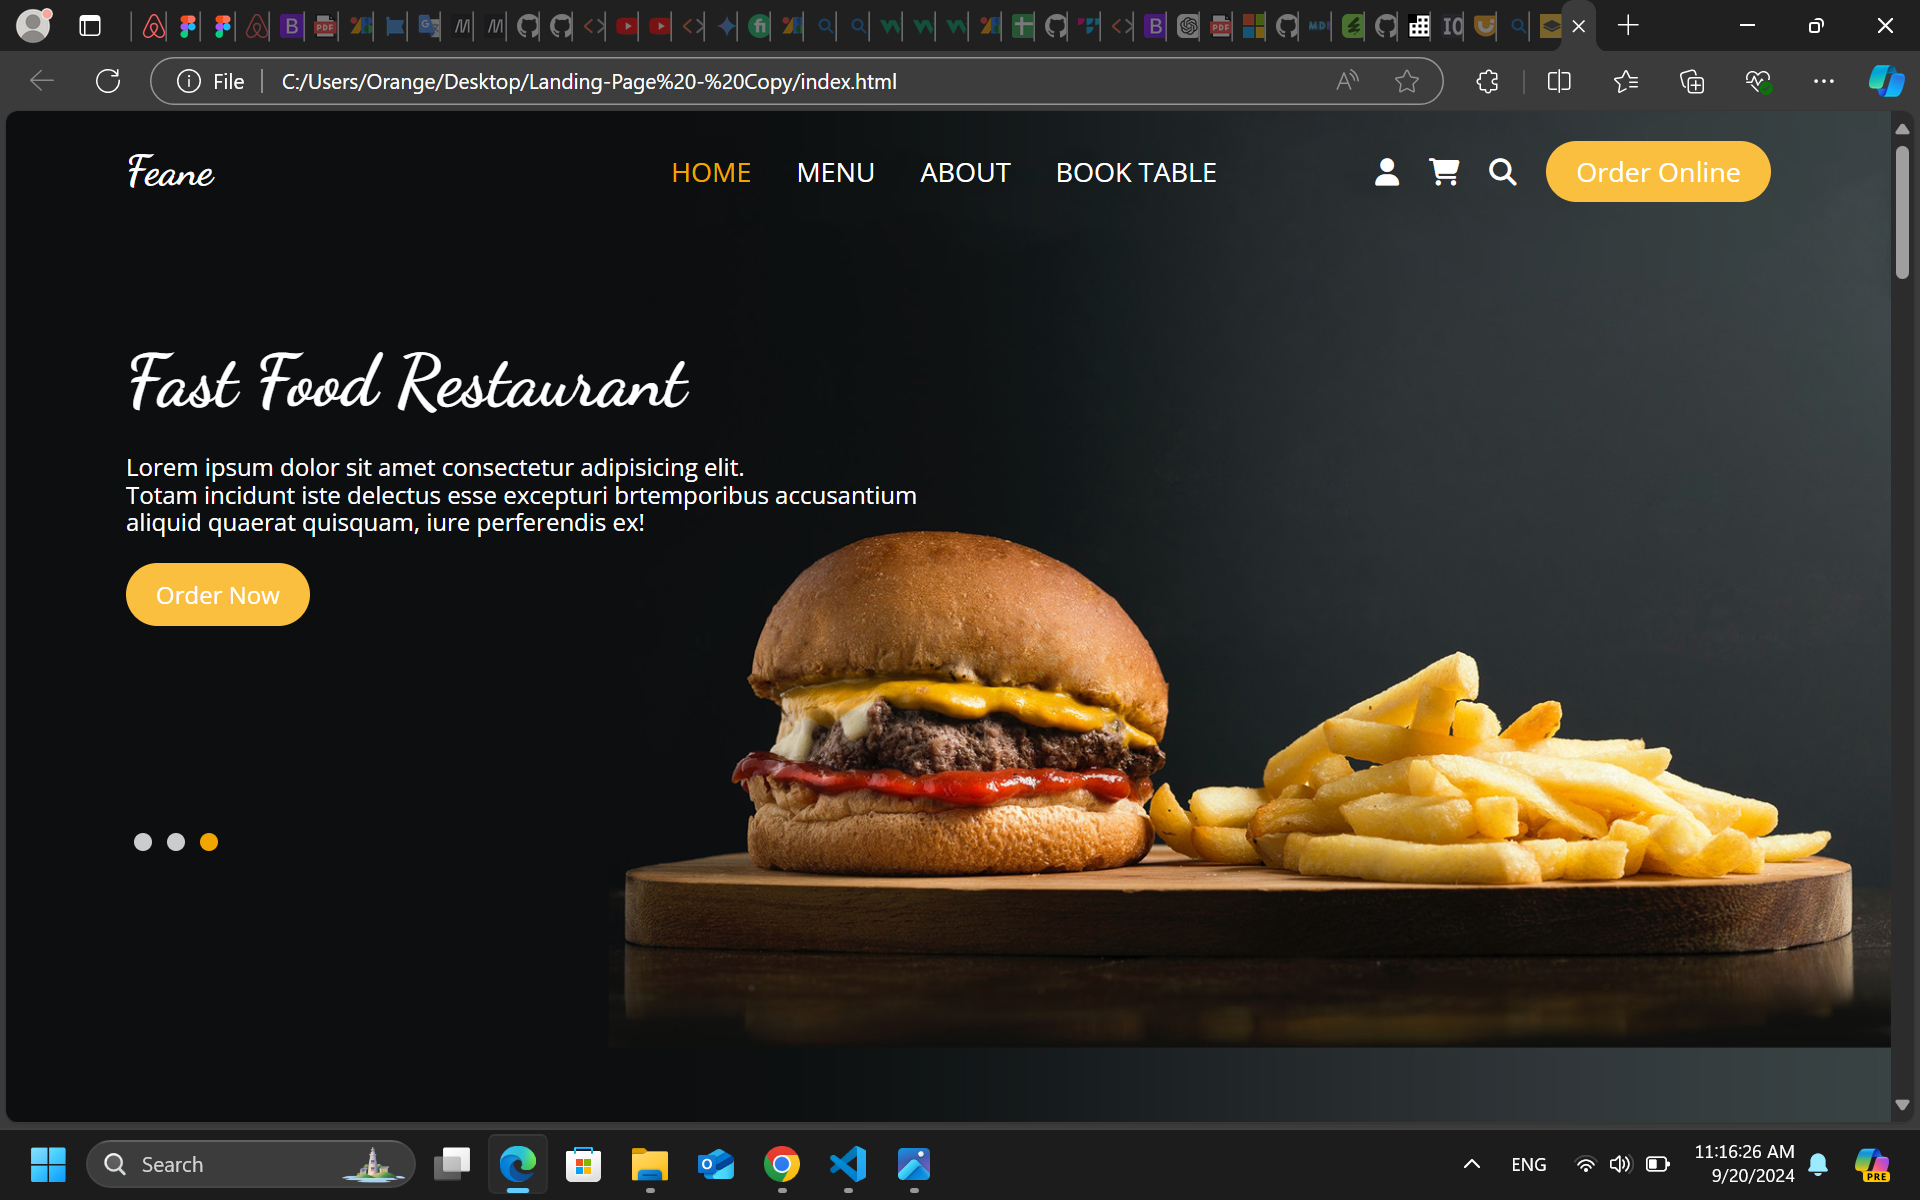 File
C:/Users/Orange/Desktop/Landing-Page%20-%20Copy/index.html
Feane
HOME
MENU
ABOUT
BOOK TABLE
Order Online
Fast Food Restaurant
Lorem ipsum dolor sit amet consectetur adipisicing elit.
Totam incidunt iste delectus esse excepturi brtemporibus accusantium
aliquid quaerat quisquam, iure perferendis ex!
Order Now
Search
ENG
11:16:26 AM
9/20/2024
PRE